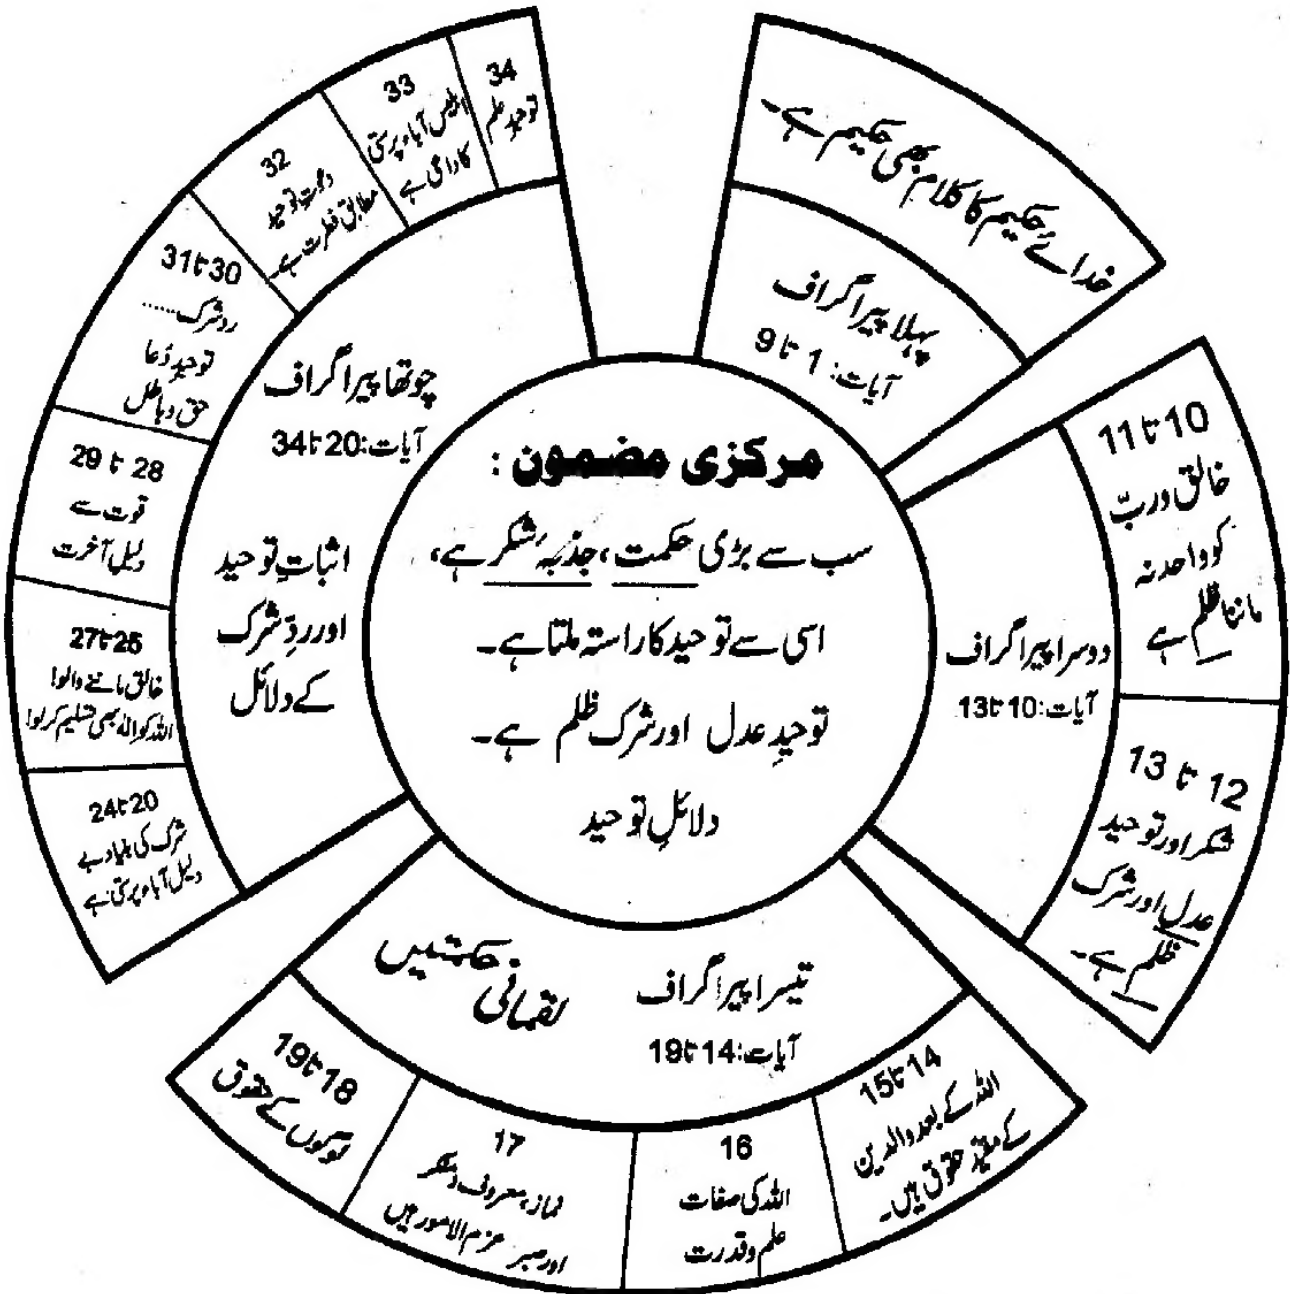 مرکزی مضمون :
سب سے بڑی حکمت ، جذبۂ شکر ہے ،
اسی سے توحید کا راستہ ملتا ہے۔
توحیدِ عدل اور شرک ظلم ہے۔
دلائلِ توحید
پہلا پیراگراف
آیات : 1 تا 9
خدائے حکیم کا کلام بھی حکیم ہے۔
دوسرا پیراگراف
آیات:10 تا 13
10 تا 11
خالق و ربّ
کو واحد نہ
ماننا ظلم ہے
12 تا 13
شکر اور توحید
عدل اور شرک
ظلم ہے۔
تیسرا پیراگراف
آیات:14 تا 19
لقمانی حکمتیں
14 تا 15
اللہ کے بعد والدین
کے مقیّد حقوق ہیں۔
16
اللہ کی صفات
علم و قدرت
17
نماز، معروف و منکر
اور صبر عزم الامور ہیں
18 تا 19
لوگوں کے حقوق
چوتھا پیراگراف
آیات:20 تا 34
اثباتِ توحید
اور ردِّ شرک
کے دلائل
20 تا 24
شرک کی بنیاد بے
دلیل آباء پرستی ہے
25 تا 27
خالق ماننے والو!
اللہ کو الٰہ بھی تسلیم کر لو!
28 تا 29
قوت سے
دلیل آخرت
30 تا 31
ردِ شرک......
توحیدِ دُعا
حق و باطل
32
دعوتِ توحید
مطابق فطرت ہے۔
33
ابلیس آباء پرستی
کا داعی ہے
34
توحیدِ علم